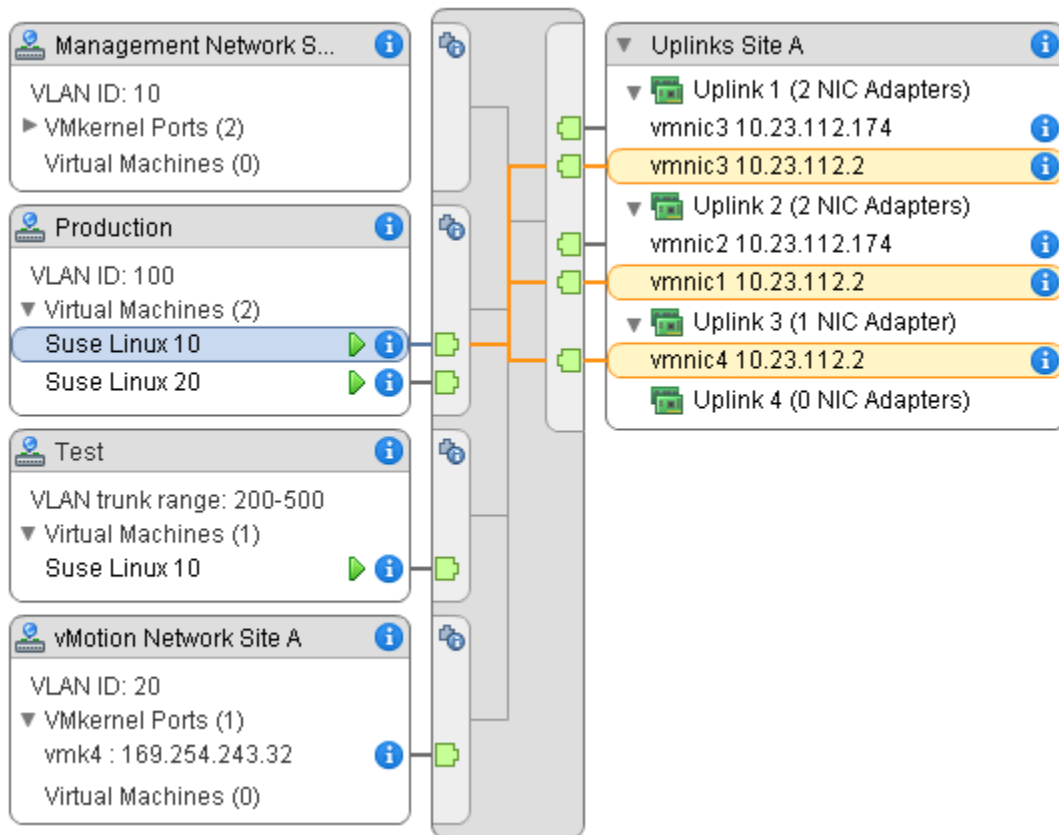 Management Network S...
VLAN ID: 10
VMkernel Ports (2)
Virtual Machines (0)
Production
VLAN ID: 100
Virtual Machines (2)
Suse Linux 10
Suse Linux 20
Test
VLAN trunk range: 200-500
Virtual Machines (1)
Suse Linux 10
vMotion Network Site A
VLAN ID: 20
VMkernel Ports (1)
vmk4 : 169.254.243.32
Virtual Machines (0)
Uplinks Site A
Uplink 1 (2 NIC Adapters)
vmnic3 10.23.112.174
vmnic3 10.23.112.2
Uplink 2 (2 NIC Adapters)
vmnic2 10.23.112.174
vmnic1 10.23.112.2
Uplink 3 (1 NIC Adapter)
vmnic4 10.23.112.2
Uplink 4 (0 NIC Adapters)